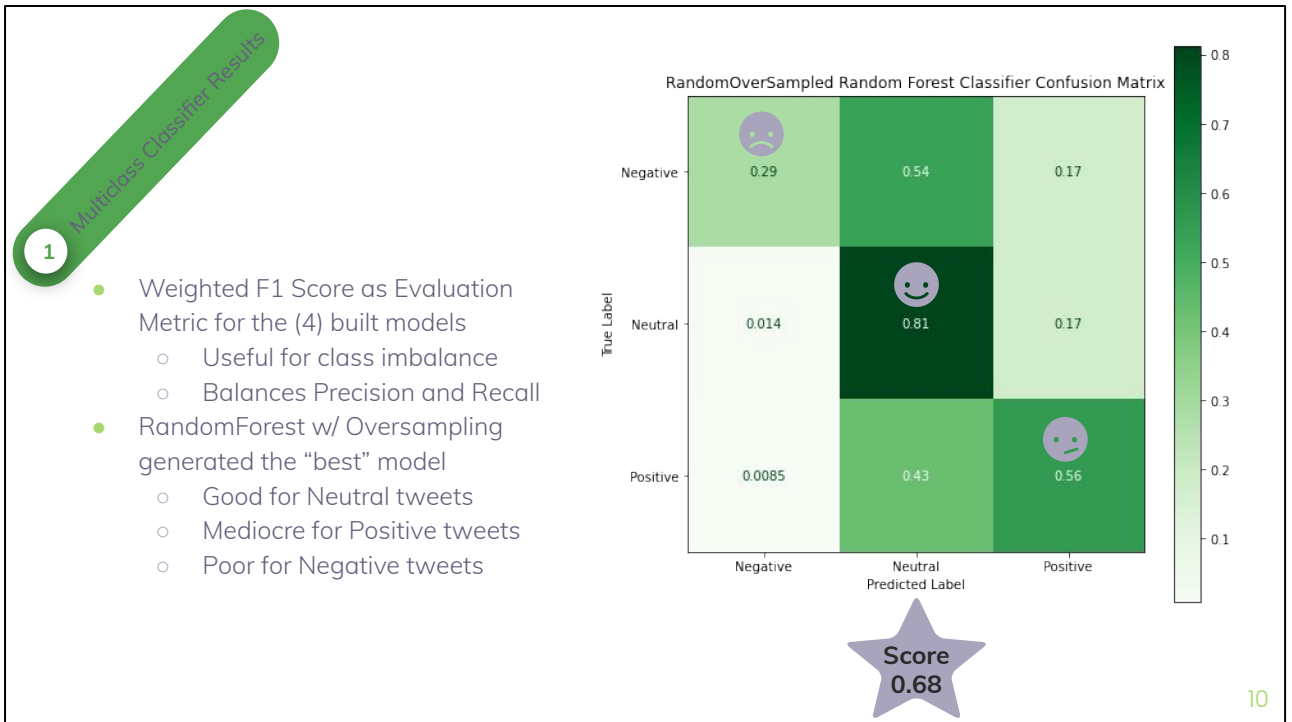 Multiclass Classifier Results
1
● Weighted F1 Score as Evaluation
Metric for the (4) built models
○ Useful for class imbalance
○ Balances Precision and Recall
● RandomForest w/ Oversampling
generated the “best” model
○ Good for Neutral tweets
○ Mediocre for Positive tweets
○ Poor for Negative tweets
RandomOverSampled Random Forest Classifier Confusion Matrix
True Label
Negative 0.29 0.54 0.17
Neutral 0.014 0.81 0.17
Positive 0.0085 0.43 0.56
Negative Neutral Positive
Predicted Label
0.8
0.7
0.6
0.5
0.4
0.3
0.2
0.1
Score
0.68
10